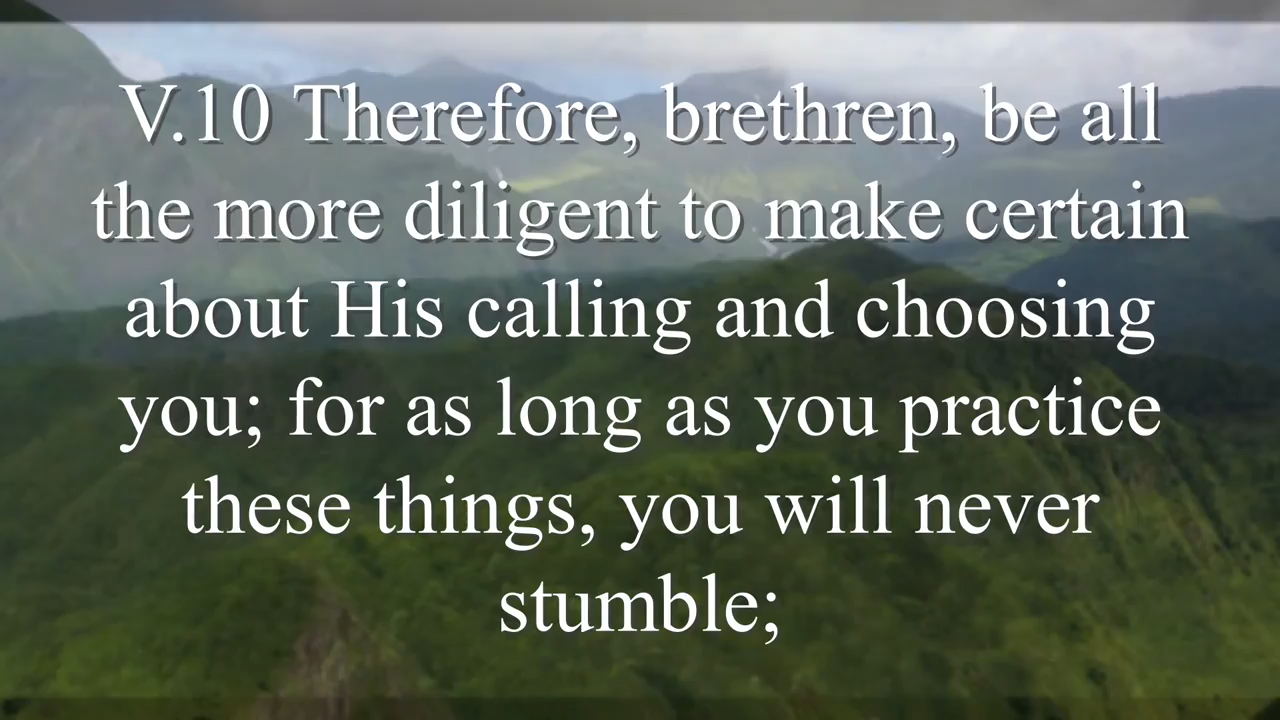 V.10 Therefore, brethren, be all
the more diligent to make certain
about His calling and choosing
you; for as long as you practice
these things, you will never
stumble;